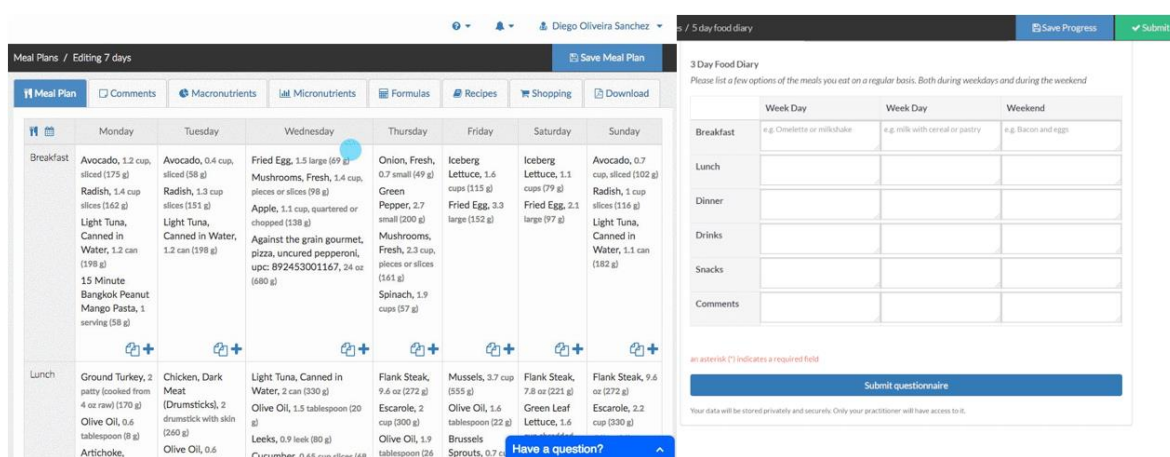 Diego Oliveira Sanchez
Meal Plans / Editing 7 days
Save Meal Plan
Meal Plan
Comments
Macronutrients
Micronutrients
Formulas
Recipes
Shopping
Download
Monday
Tuesday
Wednesday
Thursday
Friday
Saturday
Sunday
Breakfast
Avocado, 1.2 cup,
sliced (175 g)
Radish, 1.4 cup
slices (162 g)
Light Tuna,
Canned in
Water, 1.2 can
(198 g)
15 Minute
Bangkok Peanut
Mango Pasta, 1
serving (58 g)
Avocado, 0.4 cup,
sliced (58 g)
Radish, 1.3 cup
slices (151 g)
Light Tuna,
Canned in Water,
1.2 can (198 g)
Fried Egg, 1.5 large (69 g)
Mushrooms, Fresh, 1.4 cup,
pieces or slices (98 g)
Apple, 1.1 cup, quartered or
chopped (138 g)
Against the grain gourmet,
pizza, uncured pepperoni,
upc: 892453001167, 24 oz
(680 g)
Onion, Fresh,
0.7 small (49 g)
Green
Pepper, 2.7
small (200 g)
Mushrooms,
Fresh, 2.3 cup,
pieces or slices
(161 g)
Spinach, 1.9
cups (57 g)
Iceberg
Lettuce, 1.6
cups (115 g)
Fried Egg, 3.3
large (152 g)
Iceberg
Lettuce, 1.1
cups (79 g)
Fried Egg, 2.1
large (97 g)
Avocado, 0.7
cup, sliced (102 g)
Radish, 1 cup
slices (116 g)
Light Tuna,
Canned in
Water, 1.1 can
(182 g)
Lunch
Ground Turkey, 2
patty (cooked from
4 oz raw) (170 g)
Olive Oil, 0.6
tablespoon (8 g)
Artichoke,
Chicken, Dark
Meat
(Drumsticks), 2
drumstick with skin
(260 g)
Olive Oil, 0.6
Light Tuna, Canned in
Water, 2 can (330 g)
Olive Oil, 1.5 tablespoon (20
g)
Leeks, 0.9 leek (80 g)
Cucumber, 0.65 cup slices (68
Flank Steak,
9.6 oz (272 g)
Escarole, 2
cup (300 g)
Olive Oil, 1.9
tablespoon (26
Mussels, 3.7 cup
(555 g)
Olive Oil, 1.6
tablespoon (22 g)
Brussels
Sprouts, 0.7
Flank Steak,
7.8 oz (221 g)
Green Leaf
Lettuce, 1.6
Flank Steak, 9.6
oz (272 g)
Escarole, 2.2
cup (330 g)
Have a question?
/ 5 day food diary
Save Progress
Submit
3 Day Food Diary
Please list a few options of the meals you eat on a regular basis. Both during weekdays and during the weekend
Week Day
Week Day
Weekend
Breakfast
e.g. Omelette or milkshake
e.g. milk with cereal or pastry
e.g. Bacon and eggs
Lunch
Dinner
Drinks
Snacks
Comments
an asterisk (*) indicates a required field
Submit questionnaire
Your data will be stored privately and securely. Only your practitioner will have access to it.